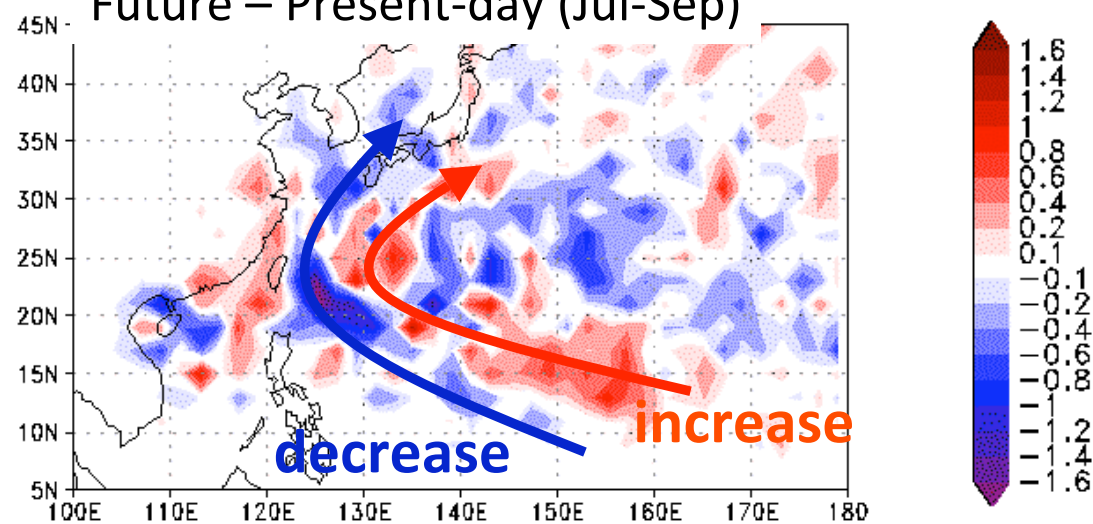 Future – Present-day (Jul-Sep)
45N
40N
35N
30N
25N
20N
15N
10N
5N
100E 110E 120E 130E 140E 150E 160E 170E 180
decrease
increase
1.6
1.4
1.2
1
0.8
0.6
0.4
0.2
0.1
−0.1
−0.2
−0.4
−0.6
−0.8
−1
−1.2
−1.4
−1.6